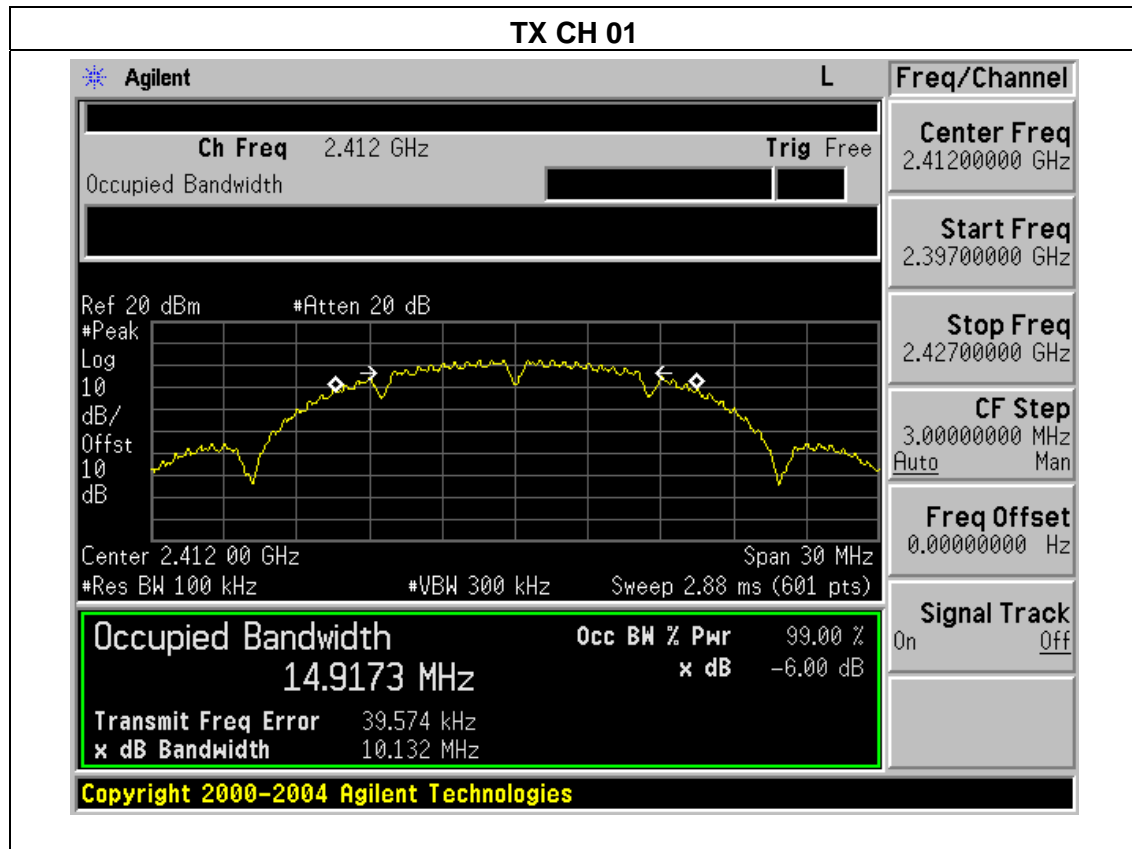 TX CH 01
Agilent L
Freq/Channel
Ch Freq 2.412 GHz Trig Free
Occupied Bandwidth
Center Freq
2.41200000 GHz
Start Freq
2.39700000 GHz
Stop Freq
2.42700000 GHz
CF Step
3.00000000 MHz
Auto Man
Freq Offset
0.00000000 Hz
Signal Track
On Off
Ref 20 dBm #Atten 20 dB
#Peak
Log
10
dB/
Offst
10
dB
Center 2.412 00 GHz Span 30 MHz
#Res BW 100 kHz #VBW 300 kHz Sweep 2.88 ms (601 pts)
Occupied Bandwidth Occ BW % Pwr 99.00 %
14.9173 MHz x dB -6.00 dB
Transmit Freq Error 39.574 kHz
x dB Bandwidth 10.132 MHz
Copyright 2000-2004 Agilent Technologies